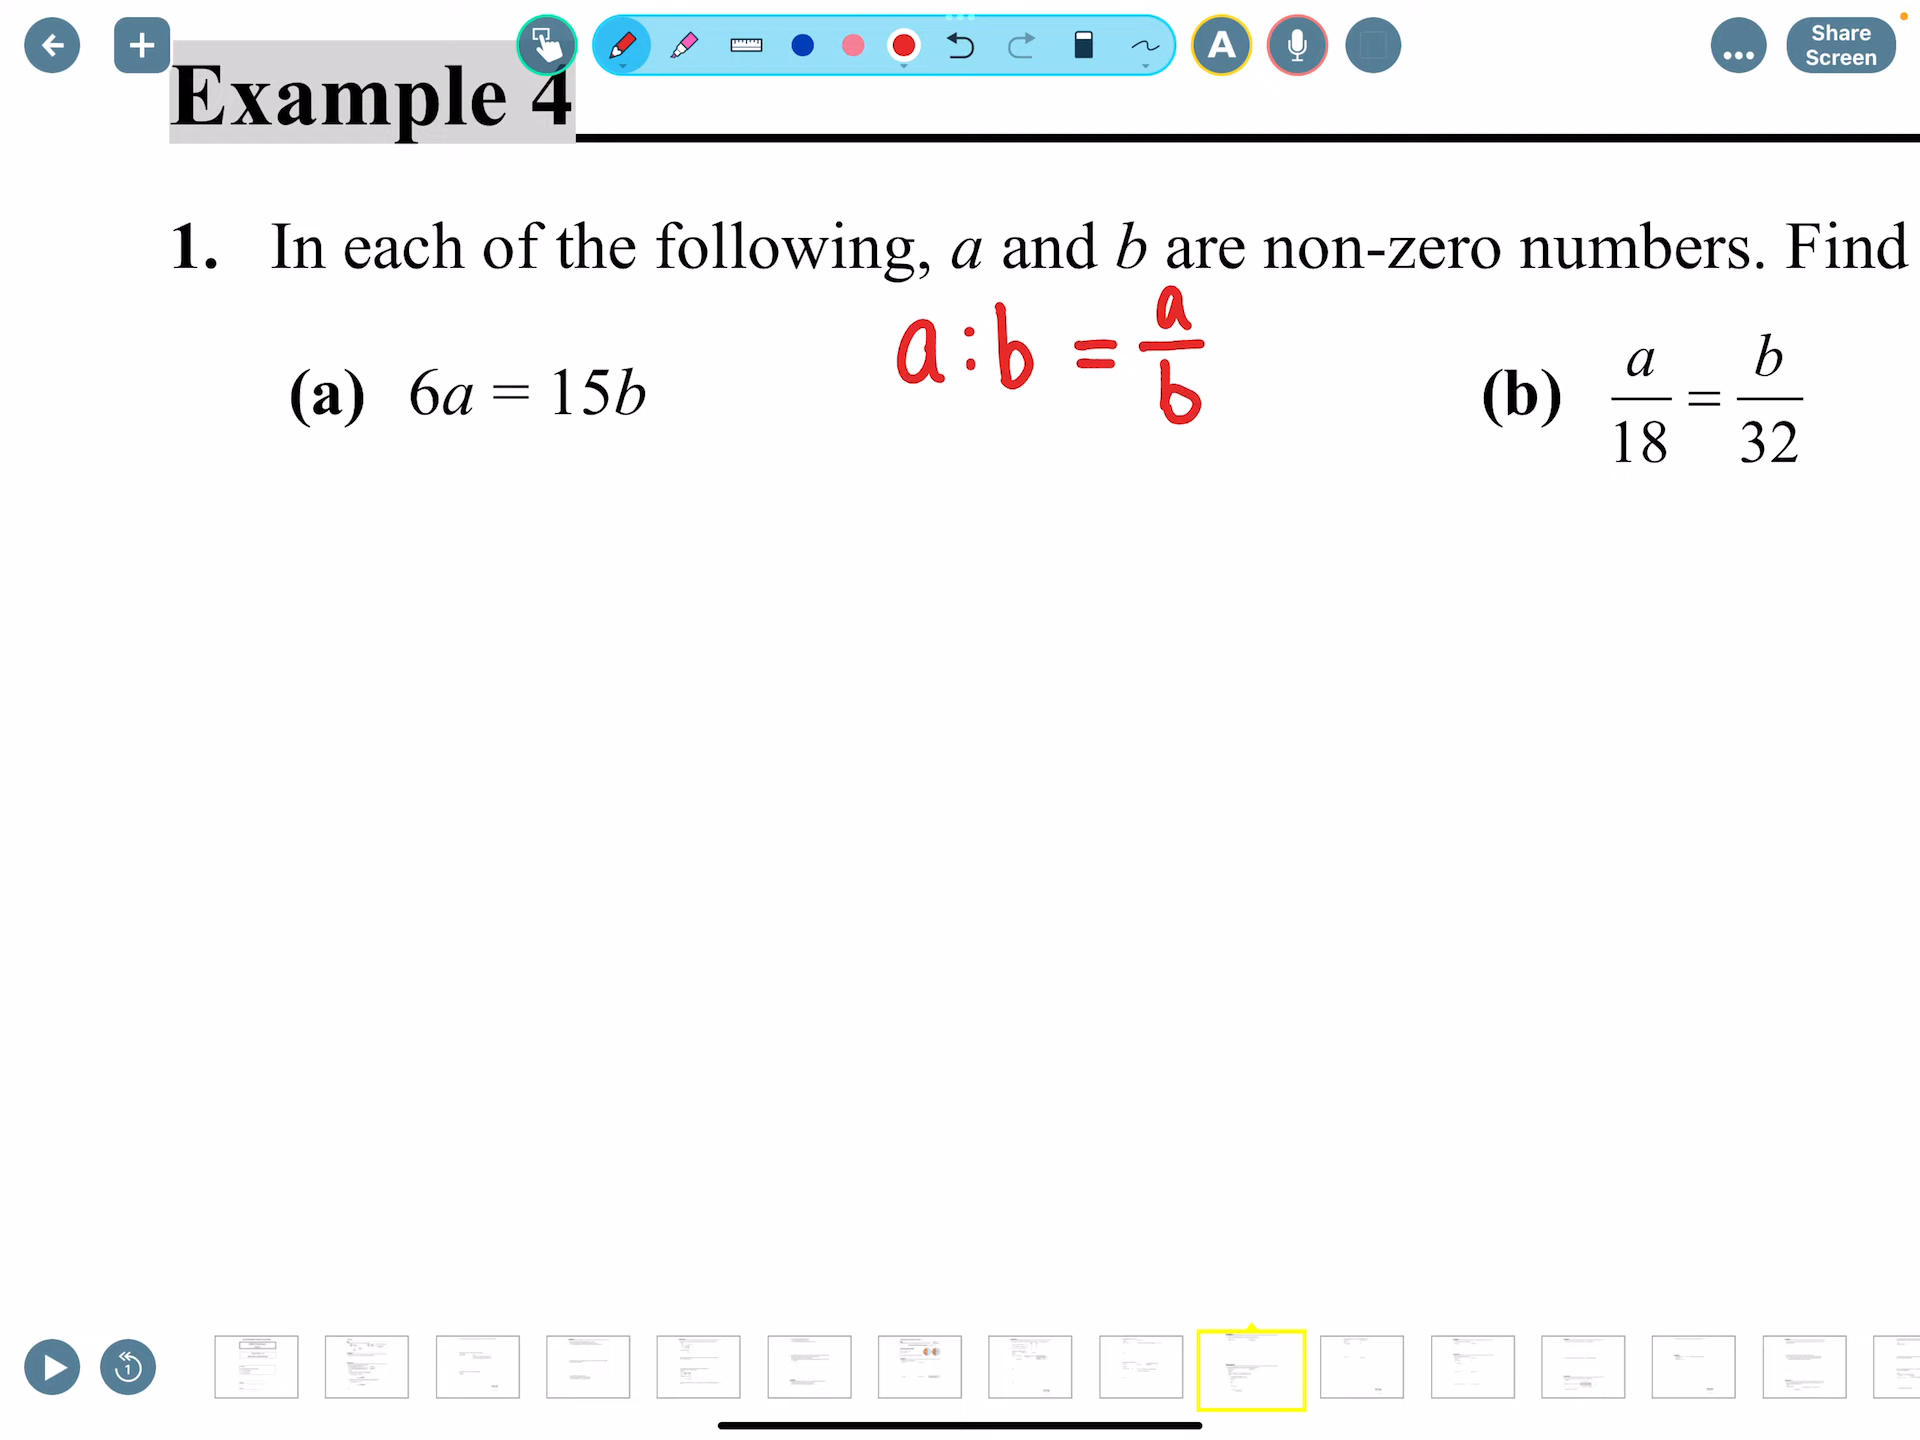 Share
Screen
A
Example 4
1. In each of the following, a and b are non-zero numbers. Find
a:b = a/b
(a) 6a = 15b
(b) a/18 = b/32
1